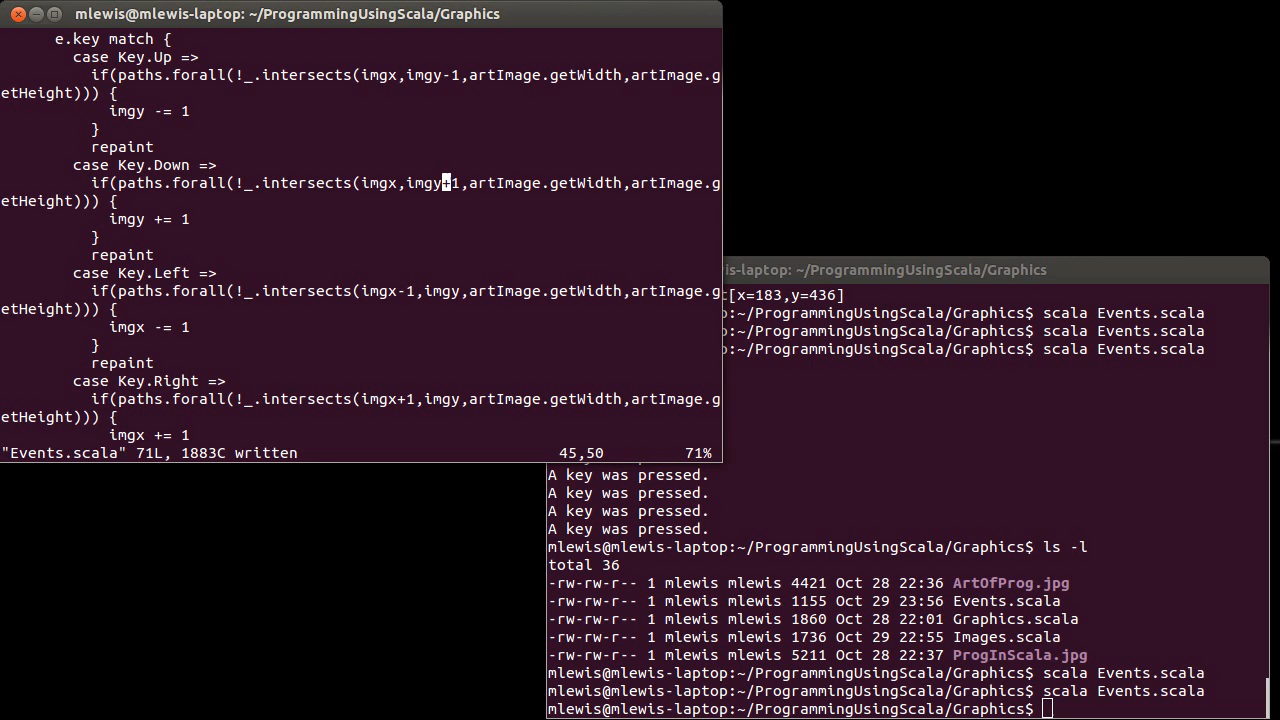 mlewis@mlewis-laptop: ~/ProgrammingUsingScala/Graphics
e.key match {
case Key.Up =>
if(paths.forall(!_.intersects(imgx,imgy-1,artImage.getWidth,artImage.g
etHeight))) {
imgy -= 1
}
repaint
case Key.Down =>
if(paths.forall(!_.intersects(imgx,imgy+1,artImage.getWidth,artImage.g
etHeight))) {
imgy += 1
}
repaint
case Key.Left =>
if(paths.forall(!_.intersects(imgx-1,imgy,artImage.getWidth,artImage.g
etHeight))) {
imgx -= 1
}
repaint
case Key.Right =>
if(paths.forall(!_.intersects(imgx+1,imgy,artImage.getWidth,artImage.g
etHeight))) {
imgx += 1
"Events.scala" 71L, 1883C written 45,50 71%
is-laptop: ~/ProgrammingUsingScala/Graphics
[x=183,y=436]
:~/ProgrammingUsingScala/Graphics$ scala Events.scala
:~/ProgrammingUsingScala/Graphics$ scala Events.scala
:~/ProgrammingUsingScala/Graphics$ scala Events.scala
A key was pressed.
A key was pressed.
A key was pressed.
A key was pressed.
mlewis@mlewis-laptop:~/ProgrammingUsingScala/Graphics$ ls -l
total 36
-rw-rw-r-- 1 mlewis mlewis 4421 Oct 28 22:36 ArtOfProg.jpg
-rw-rw-r-- 1 mlewis mlewis 1155 Oct 29 23:56 Events.scala
-rw-rw-r-- 1 mlewis mlewis 1860 Oct 28 22:01 Graphics.scala
-rw-rw-r-- 1 mlewis mlewis 1736 Oct 29 22:55 Images.scala
-rw-rw-r-- 1 mlewis mlewis 5211 Oct 28 22:37 ProgInScala.jpg
mlewis@mlewis-laptop:~/ProgrammingUsingScala/Graphics$ scala Events.scala
mlewis@mlewis-laptop:~/ProgrammingUsingScala/Graphics$ scala Events.scala
mlewis@mlewis-laptop:~/ProgrammingUsingScala/Graphics$